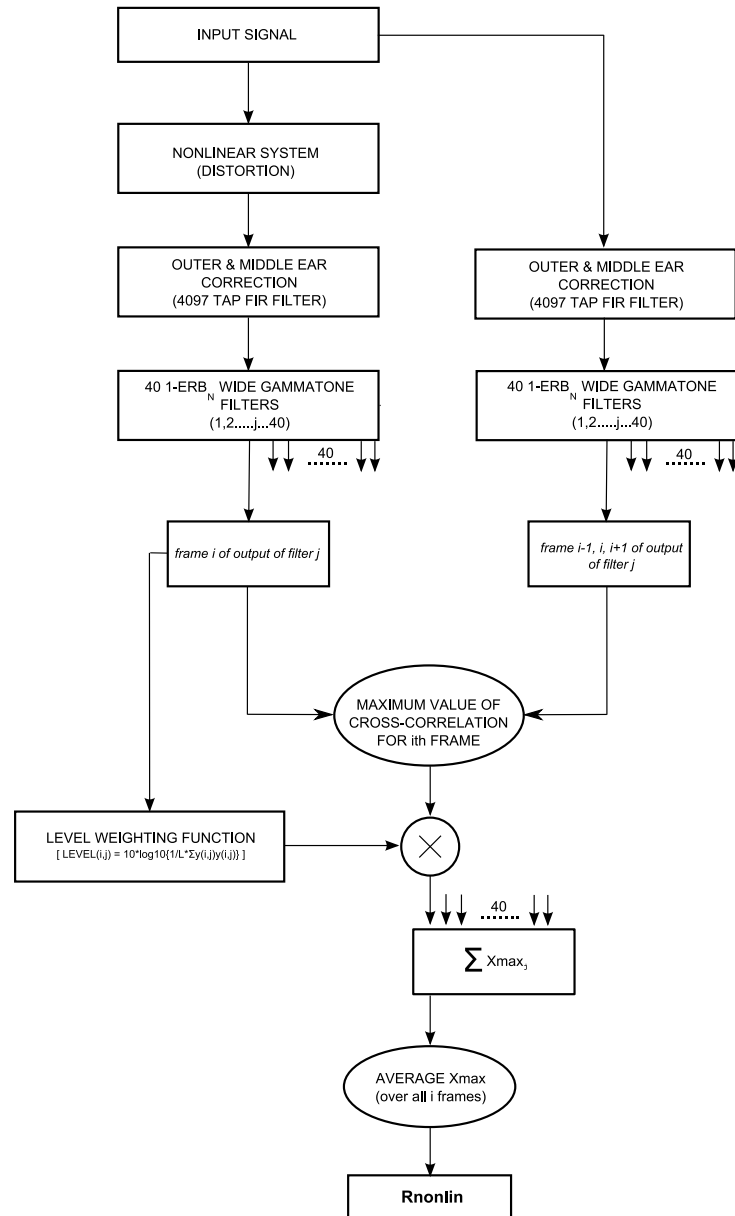 INPUT SIGNAL
NONLINEAR SYSTEM
(DISTORTION)
OUTER & MIDDLE EAR
CORRECTION
(4097 TAP FIR FILTER)
OUTER & MIDDLE EAR
CORRECTION
(4097 TAP FIR FILTER)
40 1-ERB_N WIDE GAMMATONE
FILTERS
(1,2.....j...40)
40 1-ERB_N WIDE GAMMATONE
FILTERS
(1,2.....j...40)
40
40
frame i of output of filter j
frame i-1, i, i+1 of output
of filter j
MAXIMUM VALUE OF
CROSS-CORRELATION
FOR ith FRAME
LEVEL WEIGHTING FUNCTION
[ LEVEL(i,j) = 10*log10{1/L*Σy(i,j)y(i,j)} ]
40
Σ Xmax_j
AVERAGE Xmax
(over all i frames)
Rnonlin